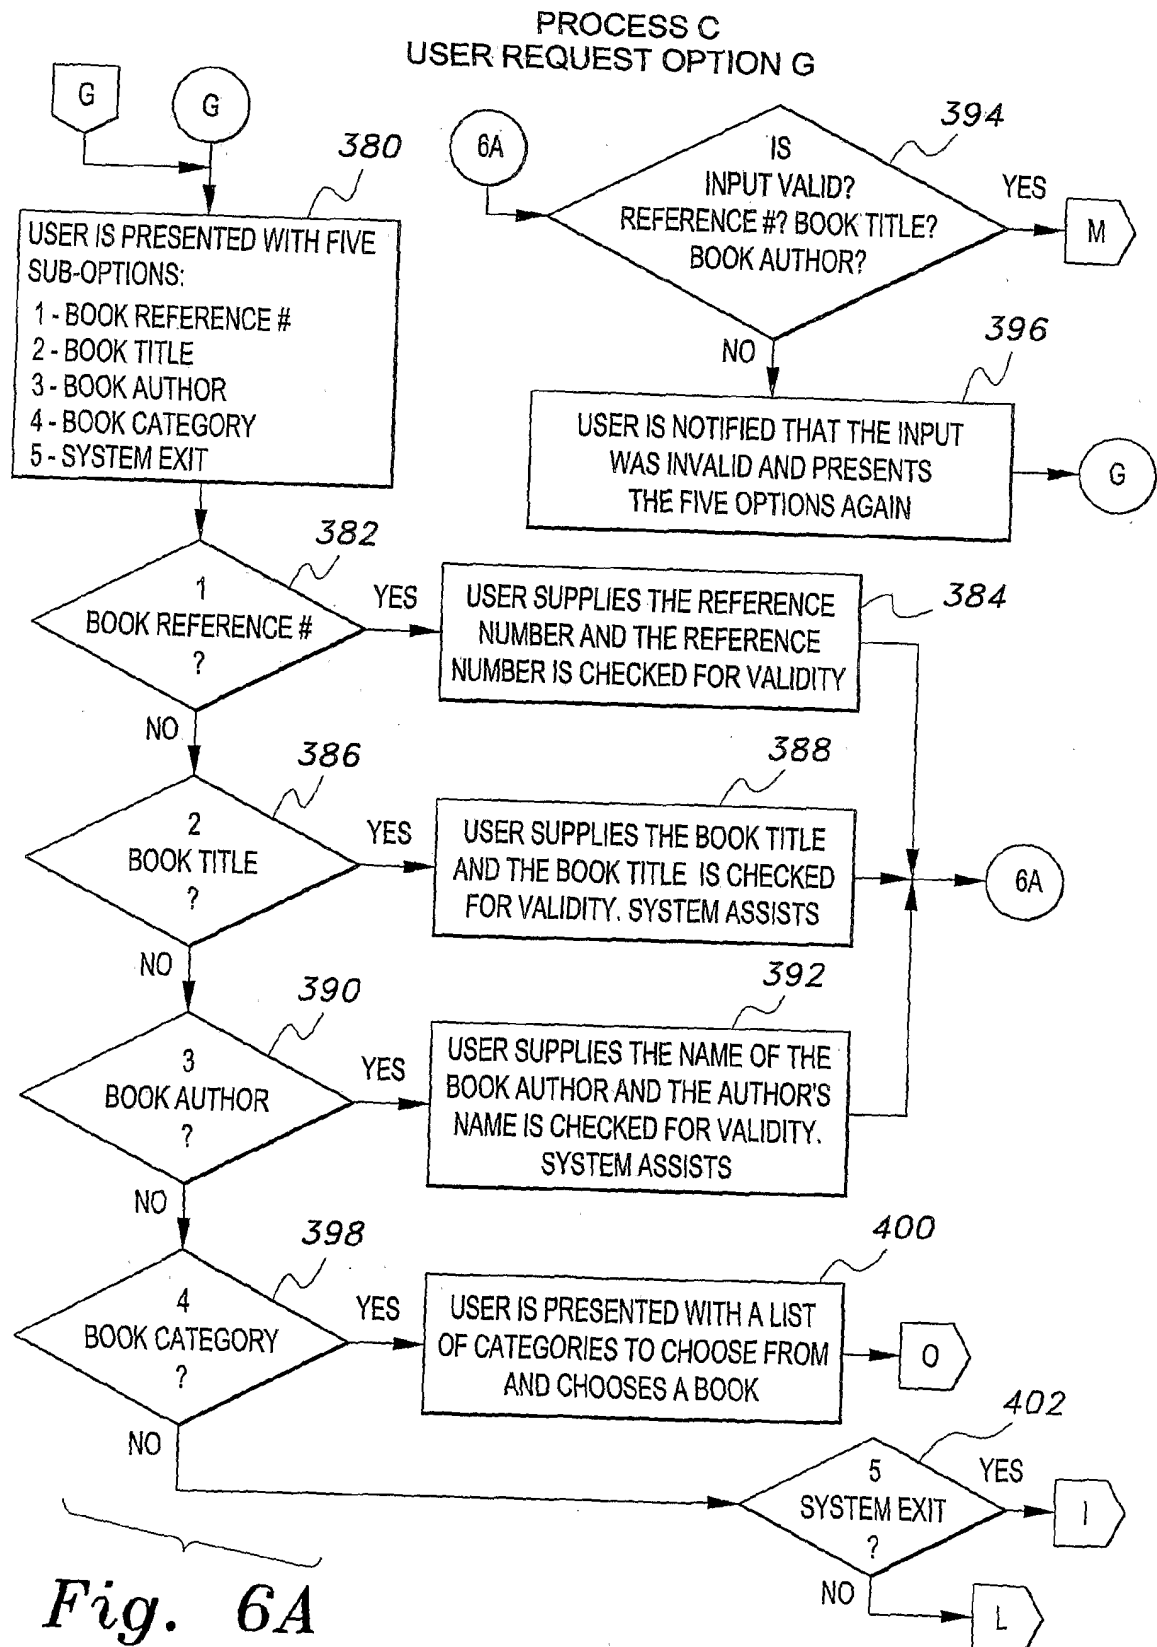 PROCESS C
USER REQUEST OPTION G
G
G
380
USER IS PRESENTED WITH FIVE
SUB-OPTIONS:
1 - BOOK REFERENCE #
2 - BOOK TITLE
3 - BOOK AUTHOR
4 - BOOK CATEGORY
5 - SYSTEM EXIT
6A
394
IS
INPUT VALID?
REFERENCE #? BOOK TITLE?
BOOK AUTHOR?
YES
M
NO
396
USER IS NOTIFIED THAT THE INPUT
WAS INVALID AND PRESENTS
THE FIVE OPTIONS AGAIN
G
382
1
BOOK REFERENCE #
?
YES
384
USER SUPPLIES THE REFERENCE
NUMBER AND THE REFERENCE
NUMBER IS CHECKED FOR VALIDITY
NO
386
2
BOOK TITLE
?
YES
388
USER SUPPLIES THE BOOK TITLE
AND THE BOOK TITLE IS CHECKED
FOR VALIDITY. SYSTEM ASSISTS
6A
NO
390
3
BOOK AUTHOR
?
YES
392
USER SUPPLIES THE NAME OF THE
BOOK AUTHOR AND THE AUTHOR'S
NAME IS CHECKED FOR VALIDITY.
SYSTEM ASSISTS
NO
398
4
BOOK CATEGORY
?
YES
400
USER IS PRESENTED WITH A LIST
OF CATEGORIES TO CHOOSE FROM
AND CHOOSES A BOOK
O
NO
402
5
SYSTEM EXIT
?
YES
I
NO
L
Fig. 6A